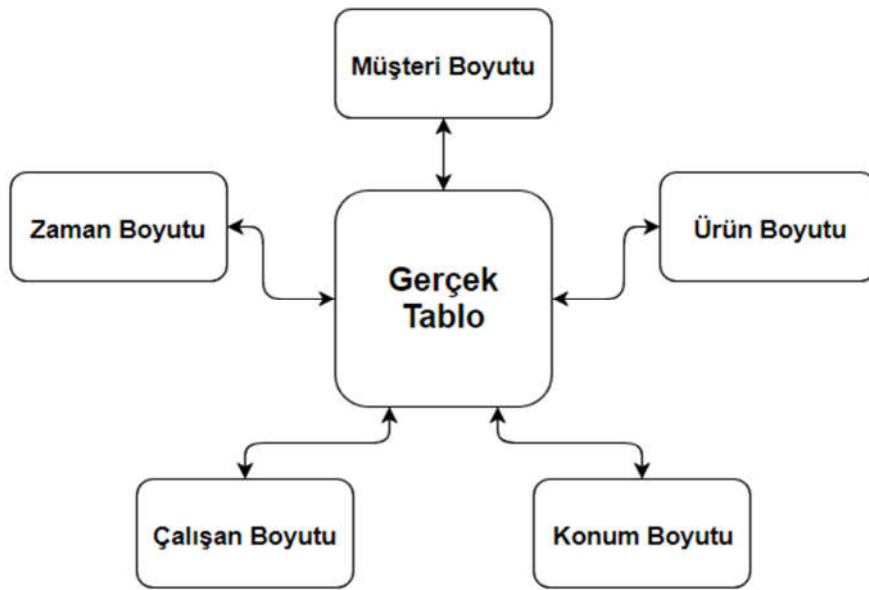 Müşteri Boyutu
Zaman Boyutu
Ürün Boyutu
Gerçek
Tablo
Çalışan Boyutu
Konum Boyutu